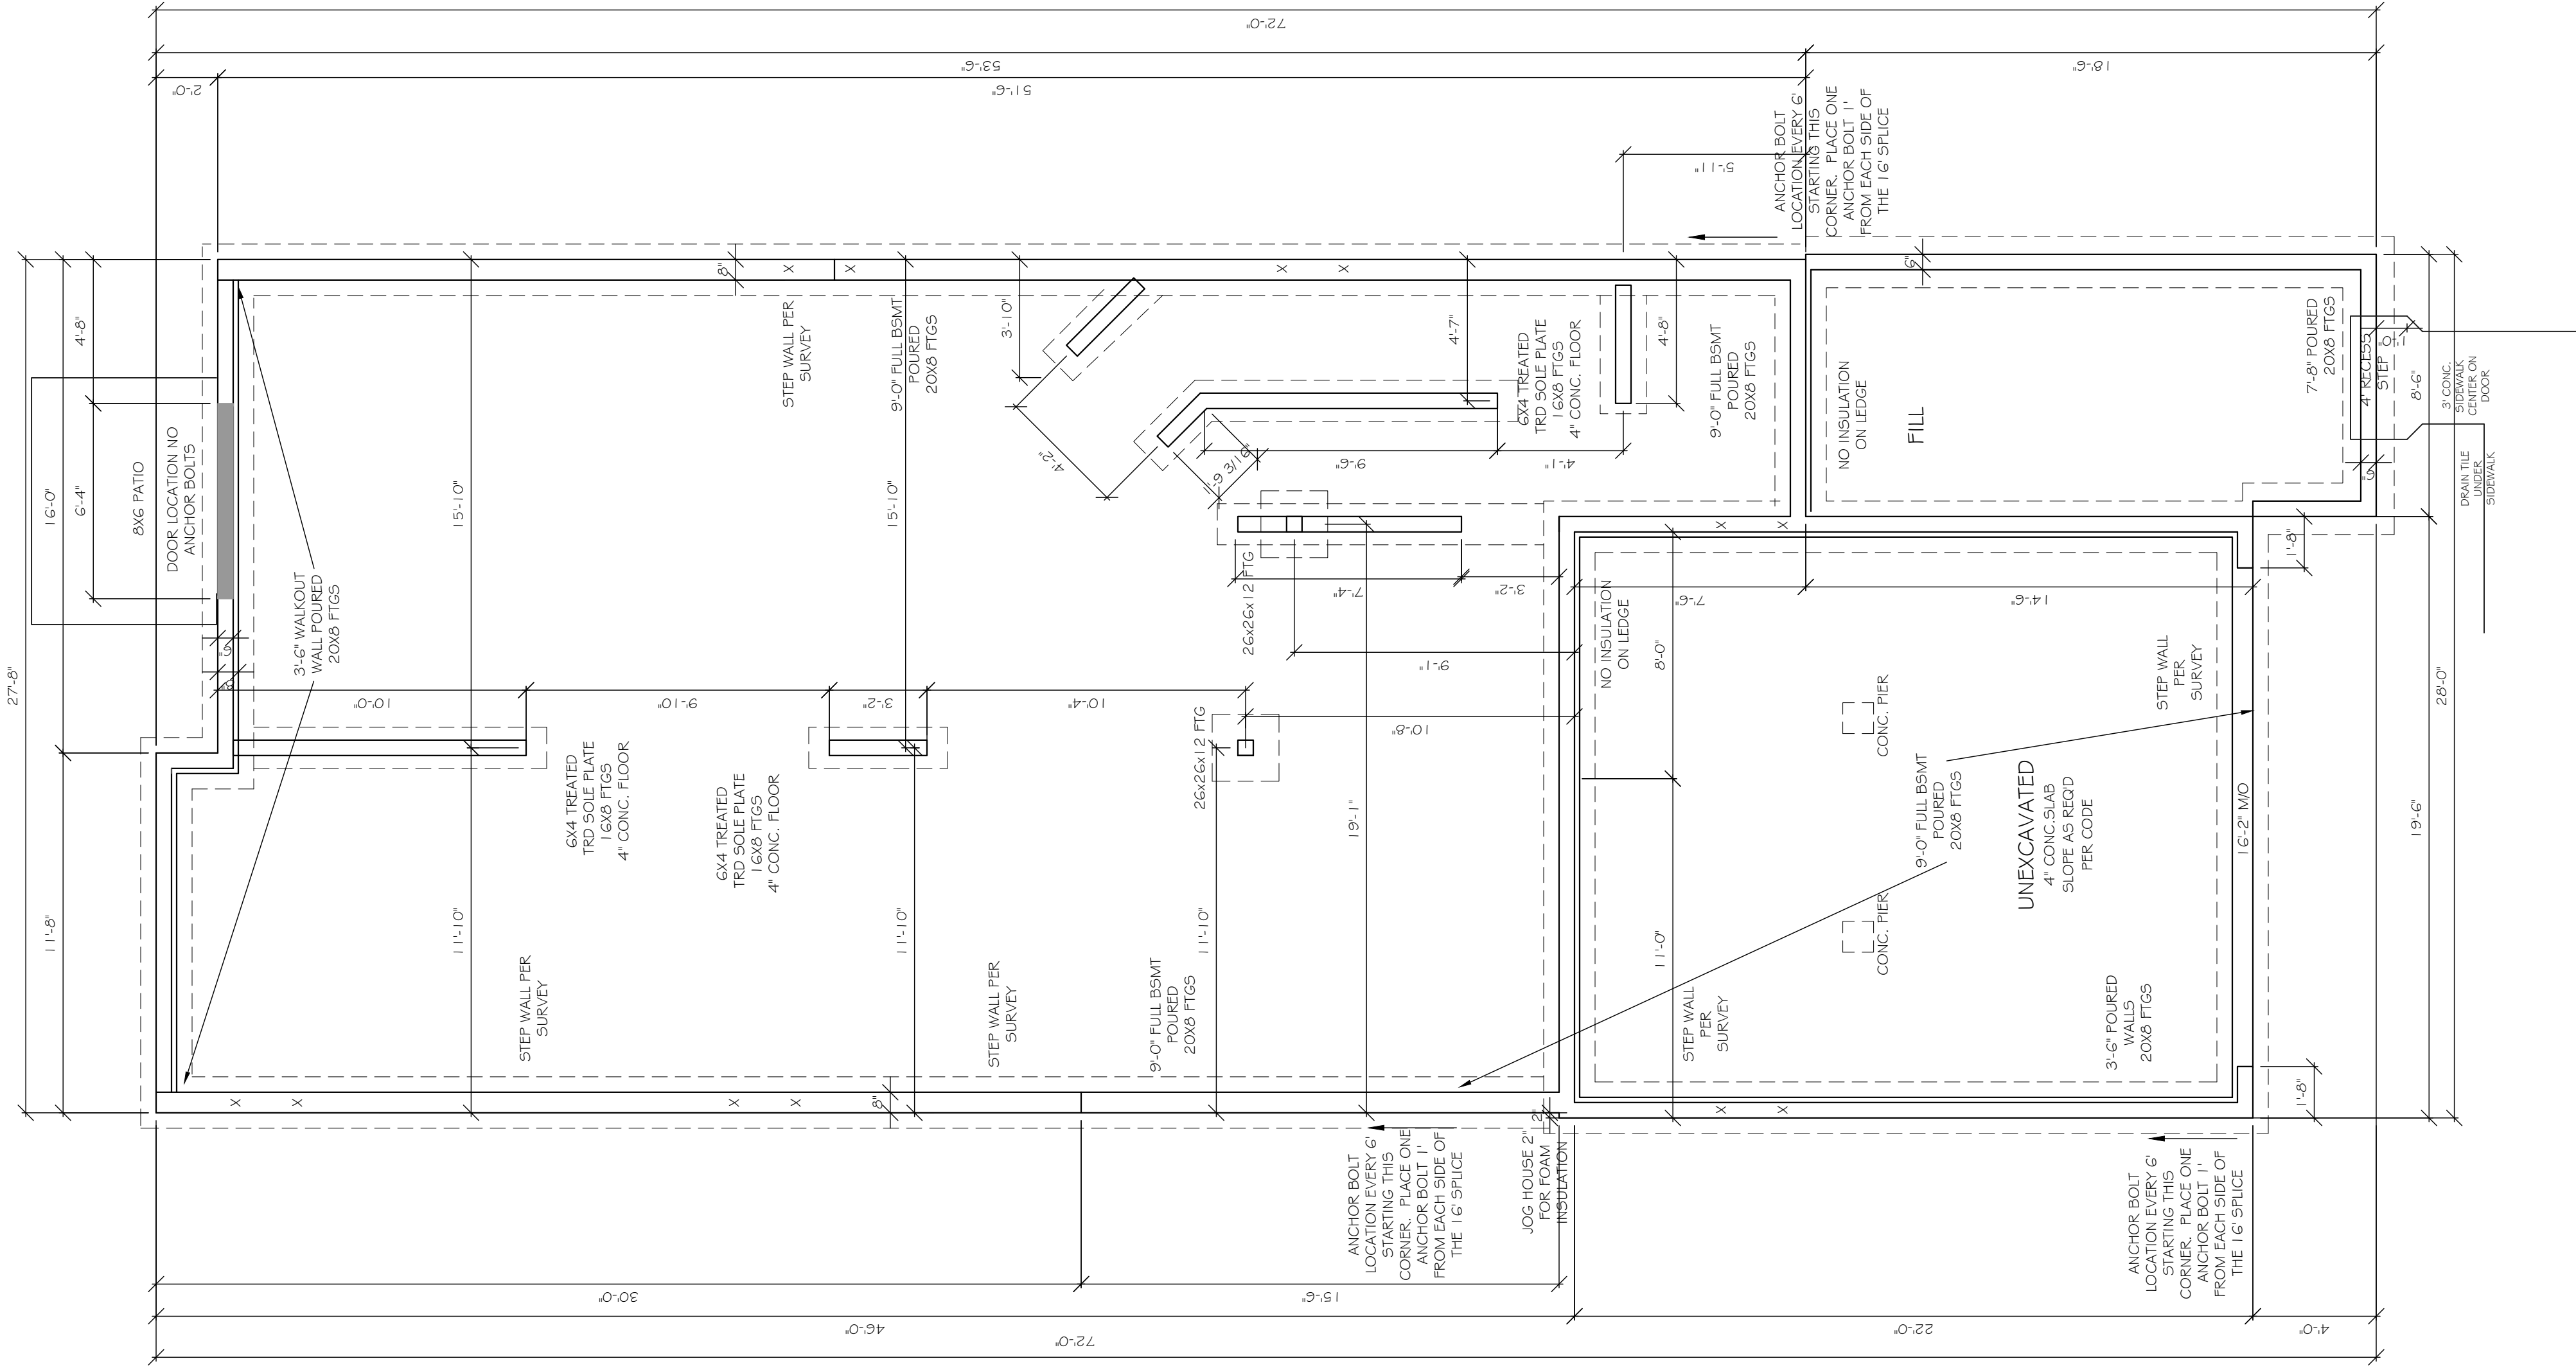 72'-0"
53'-6"
18'-6"
2'-0"
51'-6"
ANCHOR BOLT
LOCATION EVERY 6'
STARTING THIS
CORNER. PLACE ONE
ANCHOR BOLT 1'
FROM EACH SIDE OF
THE 16' SPLICE
5'-11"
27'-8"
16'-0"
11'-8"
4'-8"
6'-4"
8X6 PATIO
DOOR LOCATION NO
ANCHOR BOLTS
3'-6" WALKOUT
WALL POURED
20X8 FTGS
6"
8"
15'-10"
11'-10"
10'-0"
9'-10"
3'-2"
10'-4"
8"
X
X
X
X
STEP WALL PER
SURVEY
9'-0" FULL BSMT
POURED
20X8 FTGS
3'-10"
15'-10"
4'-2"
1'-9 3/16"
9'-6"
4'-1"
4'-7"
6X4 TREATED
TRD SOLE PLATE
16X8 FTGS
4" CONC. FLOOR
4'-8"
9'-0" FULL BSMT
POURED
20X8 FTGS
26x26x12 FTG
7'-4"
3'-2"
9'-1"
10'-8"
26x26x12 FTG
19'-1"
11'-10"
11'-10"
6X4 TREATED
TRD SOLE PLATE
16X8 FTGS
4" CONC. FLOOR
6X4 TREATED
TRD SOLE PLATE
16X8 FTGS
4" CONC. FLOOR
STEP WALL PER
SURVEY
STEP WALL PER
SURVEY
9'-0" FULL BSMT
POURED
20X8 FTGS
X
X
X
X
8"
2"
6"
NO INSULATION
ON LEDGE
FILL
7'-8" POURED
20X8 FTGS
4" RECESS
STEP
1'-0"
6"
8'-6"
3' CONC.
SIDEWALK
CENTER ON
DOOR
DRAIN TILE
UNDER
SIDEWALK
X
X
NO INSULATION
ON LEDGE
7'-6"
14'-6"
1'-8"
8'-0"
11'-0"
CONC. PIER
CONC. PIER
STEP WALL
PER
SURVEY
9'-0" FULL BSMT
POURED
20X8 FTGS
UNEXCAVATED
4" CONC.SLAB
SLOPE AS REQ'D
PER CODE
16'-2" M/O
STEP WALL
PER
SURVEY
3'-6" POURED
WALLS
20X8 FTGS
X
X
1'-8"
19'-6"
28'-0"
ANCHOR BOLT
LOCATION EVERY 6'
STARTING THIS
CORNER. PLACE ONE
ANCHOR BOLT 1'
FROM EACH SIDE OF
THE 16' SPLICE
JOG HOUSE 2"
FOR FOAM
INSULATION
ANCHOR BOLT
LOCATION EVERY 6'
STARTING THIS
CORNER. PLACE ONE
ANCHOR BOLT 1'
FROM EACH SIDE OF
THE 16' SPLICE
30'-0"
15'-6"
46'-0"
22'-0"
4'-0"
72'-0"